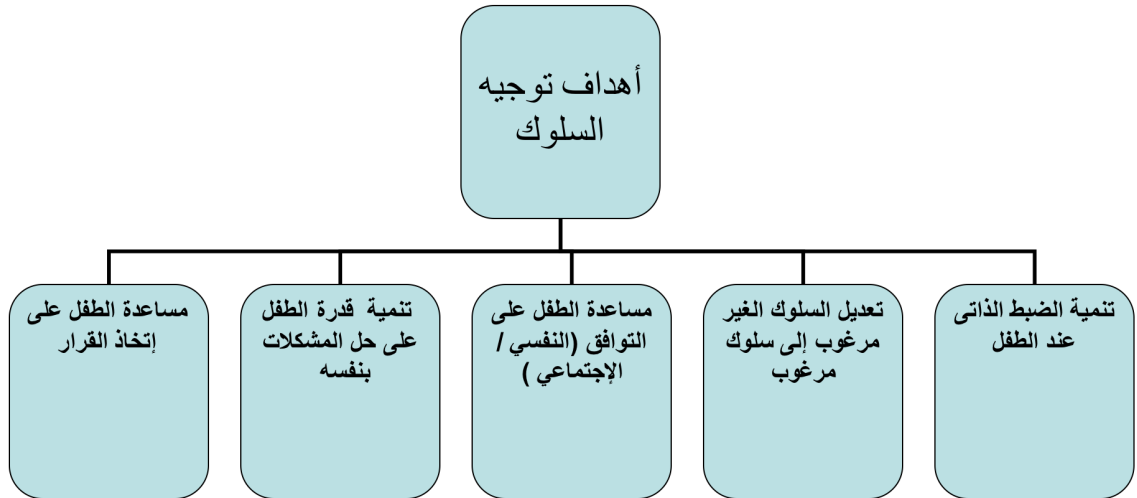 أهداف توجيه
السلوك
تنمية الضبط الذاتى
عند الطفل
تعديل السلوك الغير
مرغوب إلى سلوك
مرغوب
مساعدة الطفل على
التوافق (النفسي /
الإجتماعي )
تنمية قدرة الطفل
على حل المشكلات
بنفسه
مساعدة الطفل على
إتخاذ القرار